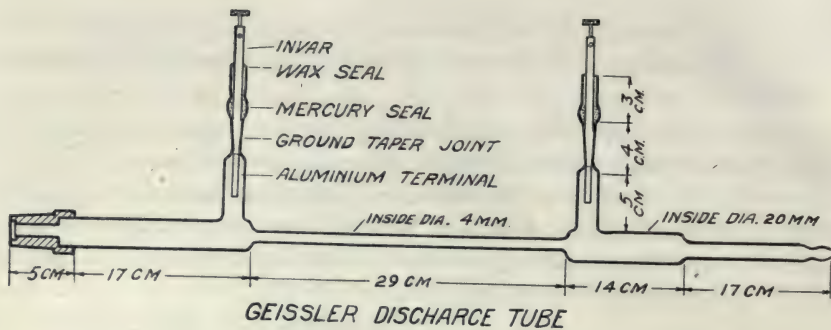 INVAR
WAX SEAL
MERCURY SEAL
GROUND TAPER JOINT
ALUMINIUM TERMINAL
3 CM.
4 CM.
5 CM
INSIDE DIA. 4 MM.
INSIDE DIA. 20 MM
5 CM
17 CM
29 CM
14 CM
17 CM
GEISSLER DISCHARGE TUBE